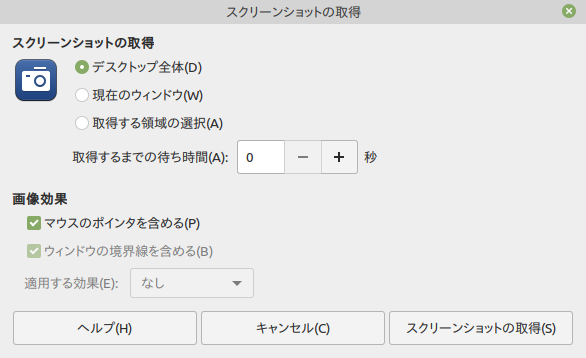 スクリーンショットの取得
スクリーンショットの取得
デスクトップ全体(D)
現在のウィンドウ(W)
取得する領域の選択(A)
取得するまでの待ち時間(A): 0 − + 秒
画像効果
マウスのポインタを含める(P)
ウィンドウの境界線を含める(B)
適用する効果(E): なし
ヘルプ(H) キャンセル(C) スクリーンショットの取得(S)